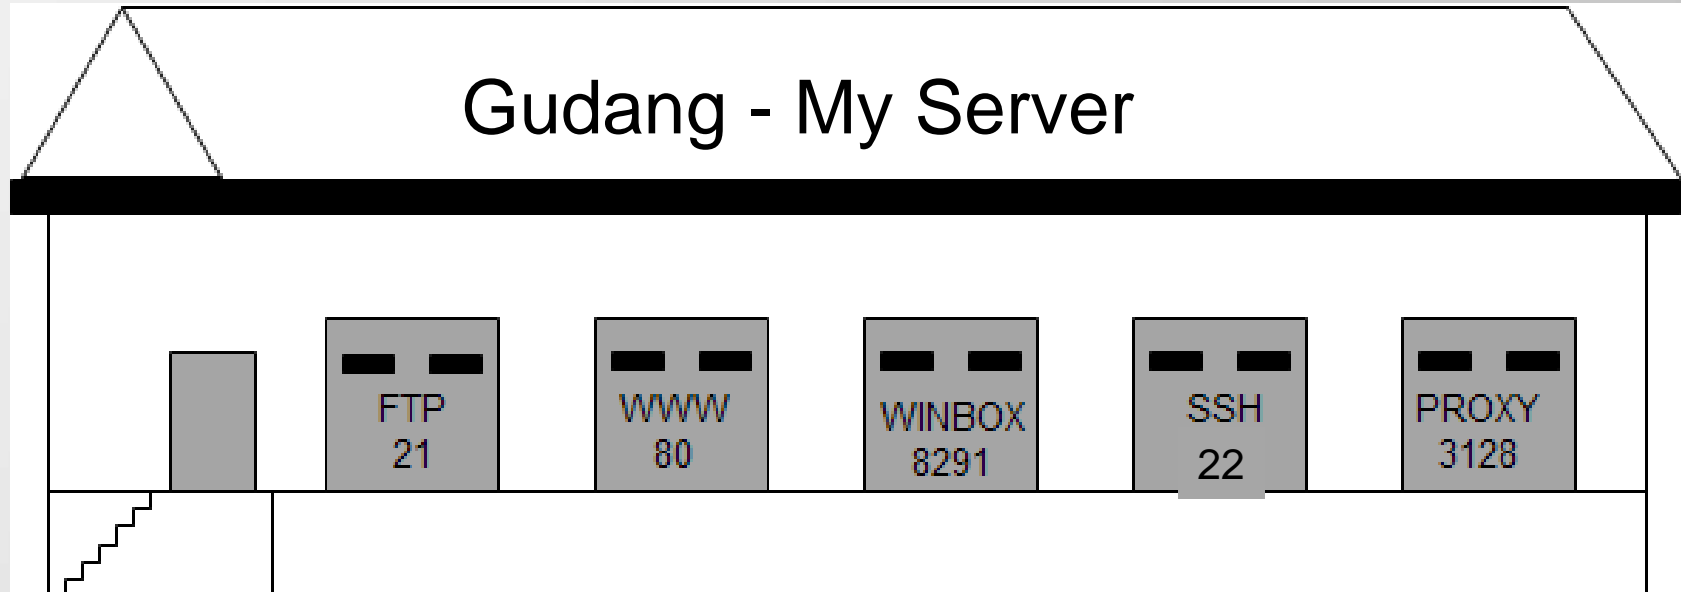 Gudang - My Server
FTP
21
WWW
80
WINBOX
8291
SSH
22
PROXY
3128